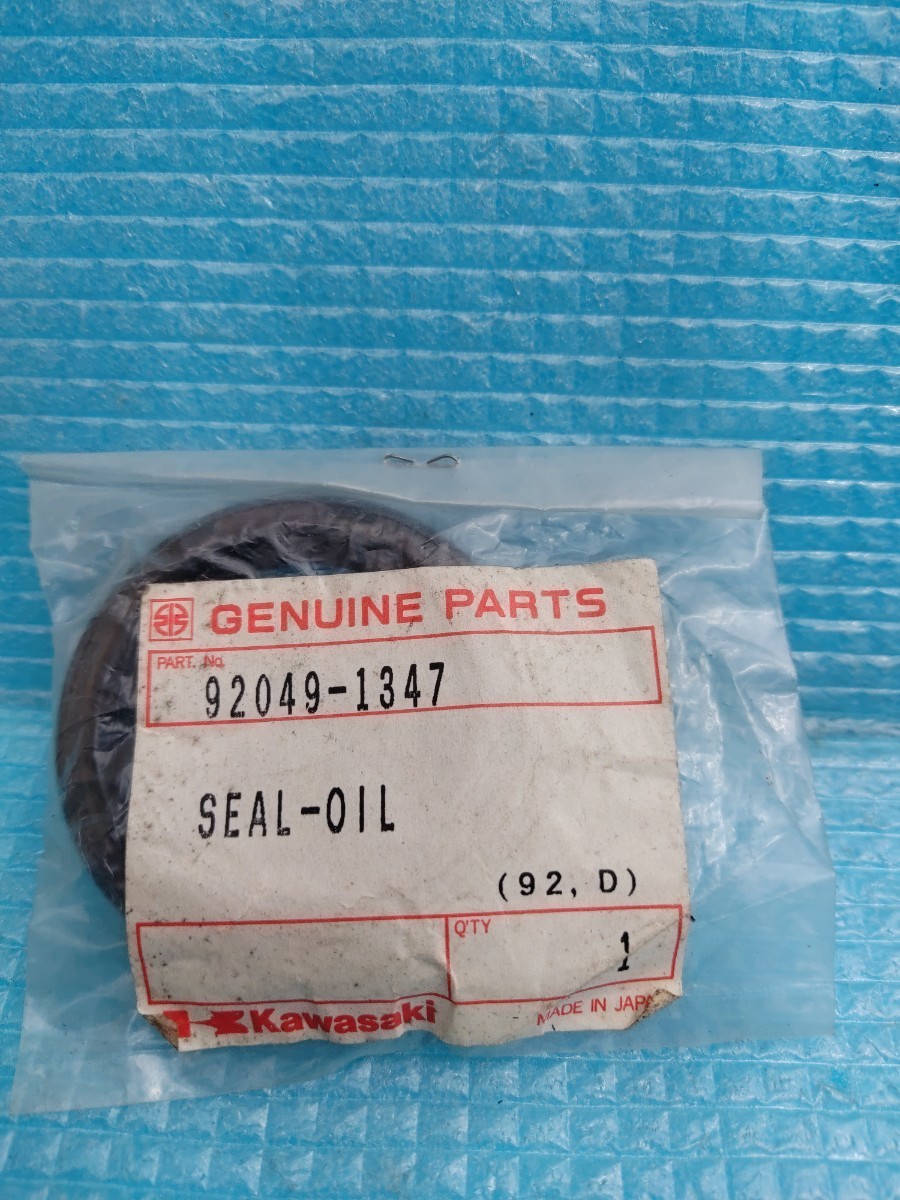 GENUINE PARTS
PART. No.
92049-1347
SEAL-OIL
(92, D)
Q'TY
1
Kawasaki
MADE IN JAPA